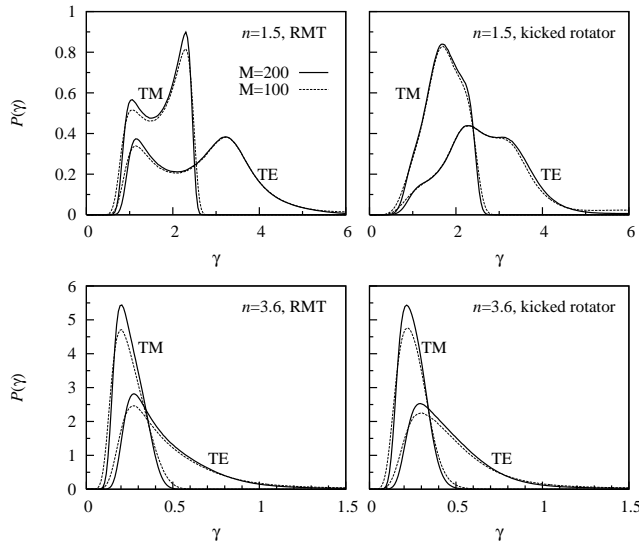 n=1.5, RMT
n=1.5, kicked rotator
1
0.8
0.6
0.4
0.2
0
P(γ)
TM
M=200
M=100
TE
TM
TE
0 2 4 6
0 2 4 6
γ
γ
n=3.6, RMT
n=3.6, kicked rotator
6
5
4
3
2
1
0
P(γ)
TM
TE
TM
TE
0 0.5 1 1.5
0 0.5 1 1.5
γ
γ